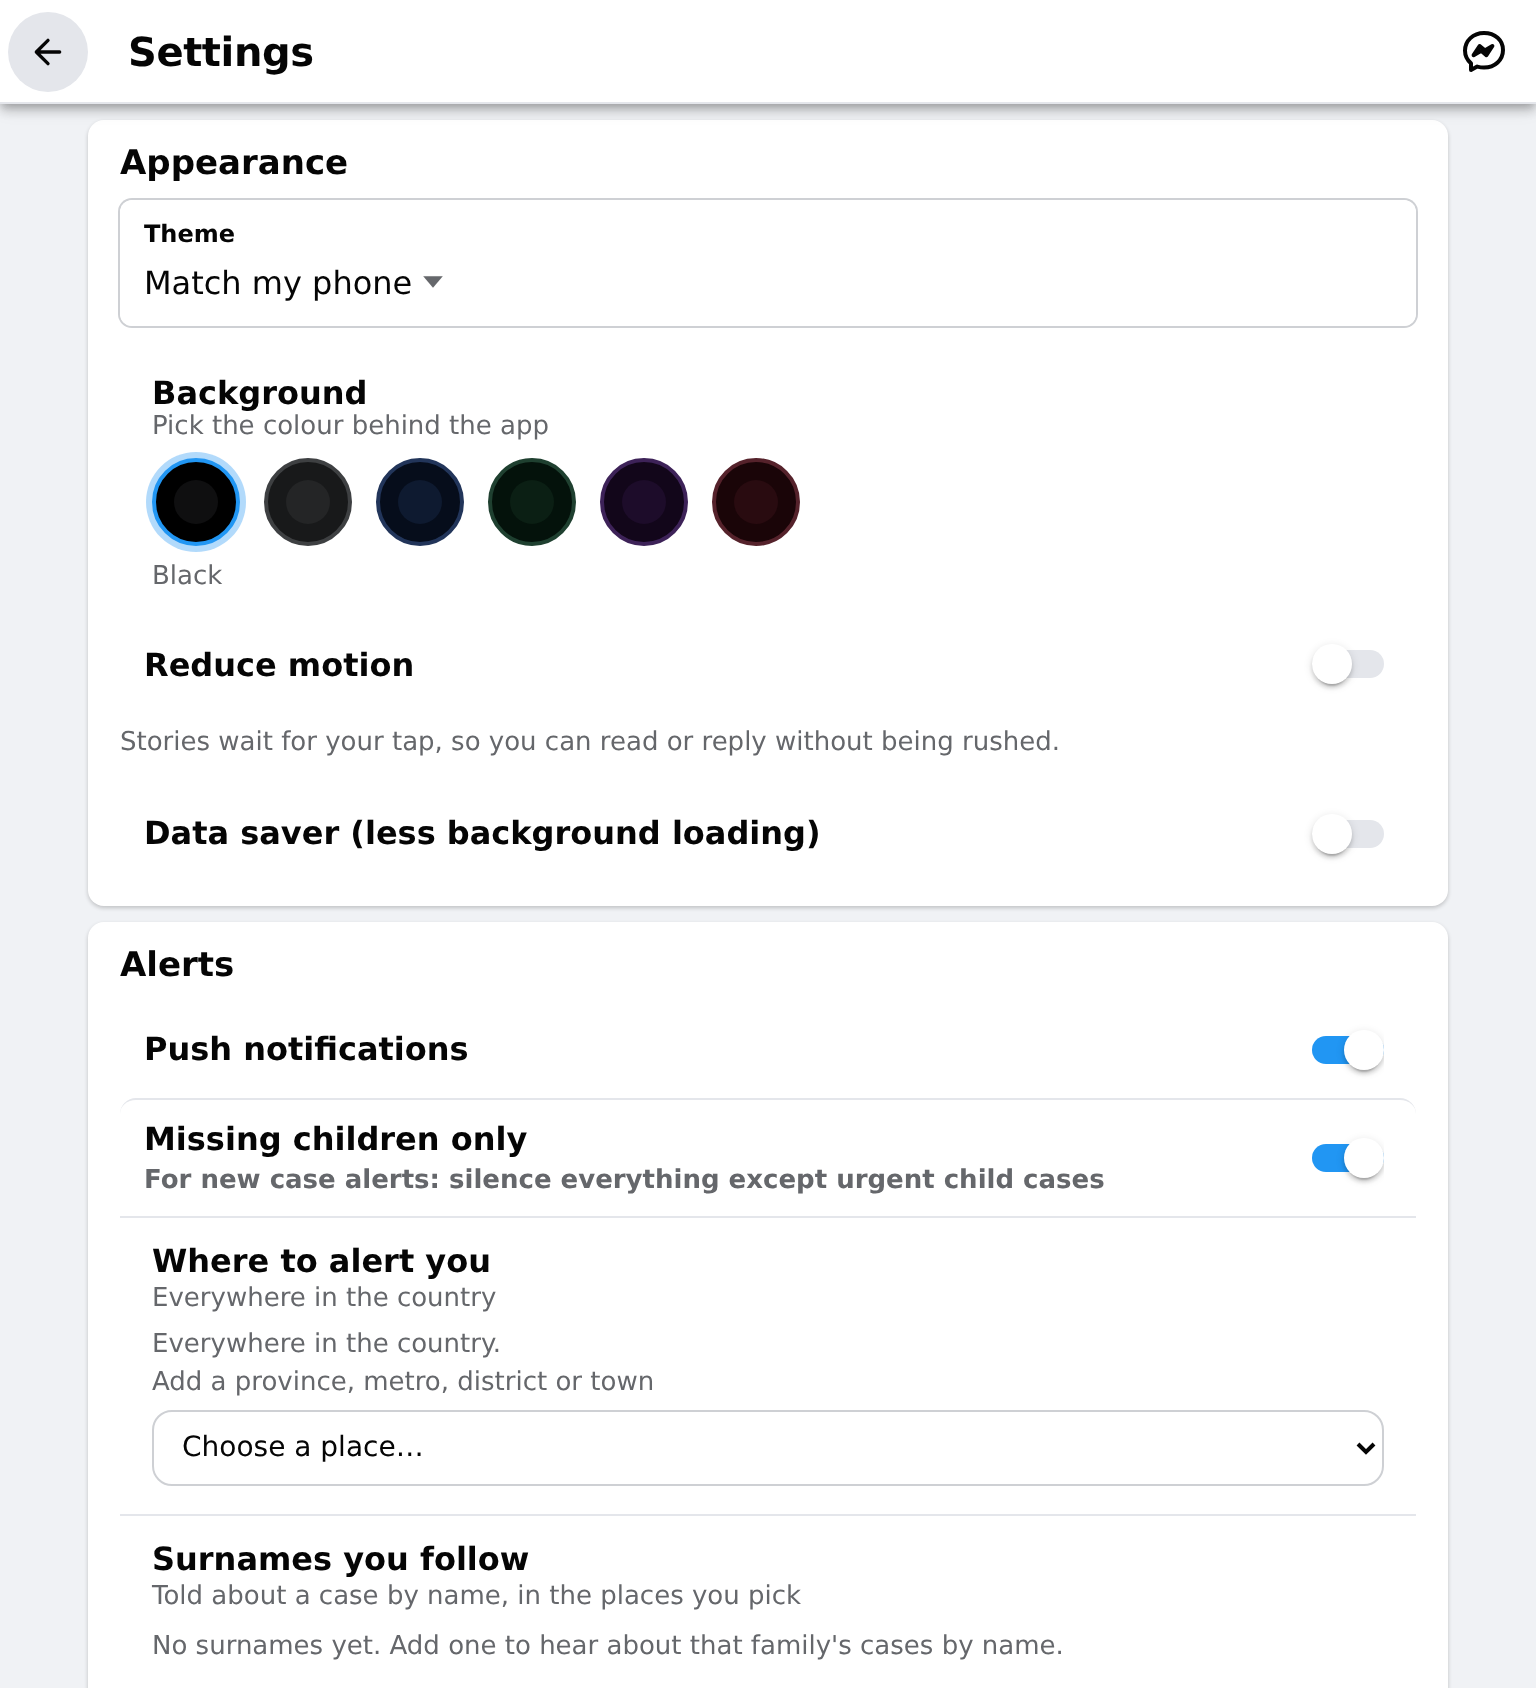 Settings
Appearance
Theme
Match my phone
Background
Pick the colour behind the app
Black
Reduce motion
Stories wait for your tap, so you can read or reply without being rushed.
Data saver (less background loading)
Alerts
Push notifications
Missing children only
For new case alerts: silence everything except urgent child cases
Where to alert you
Everywhere in the country
Everywhere in the country.
Add a province, metro, district or town
Choose a place...
Surnames you follow
Told about a case by name, in the places you pick
No surnames yet. Add one to hear about that family's cases by name.